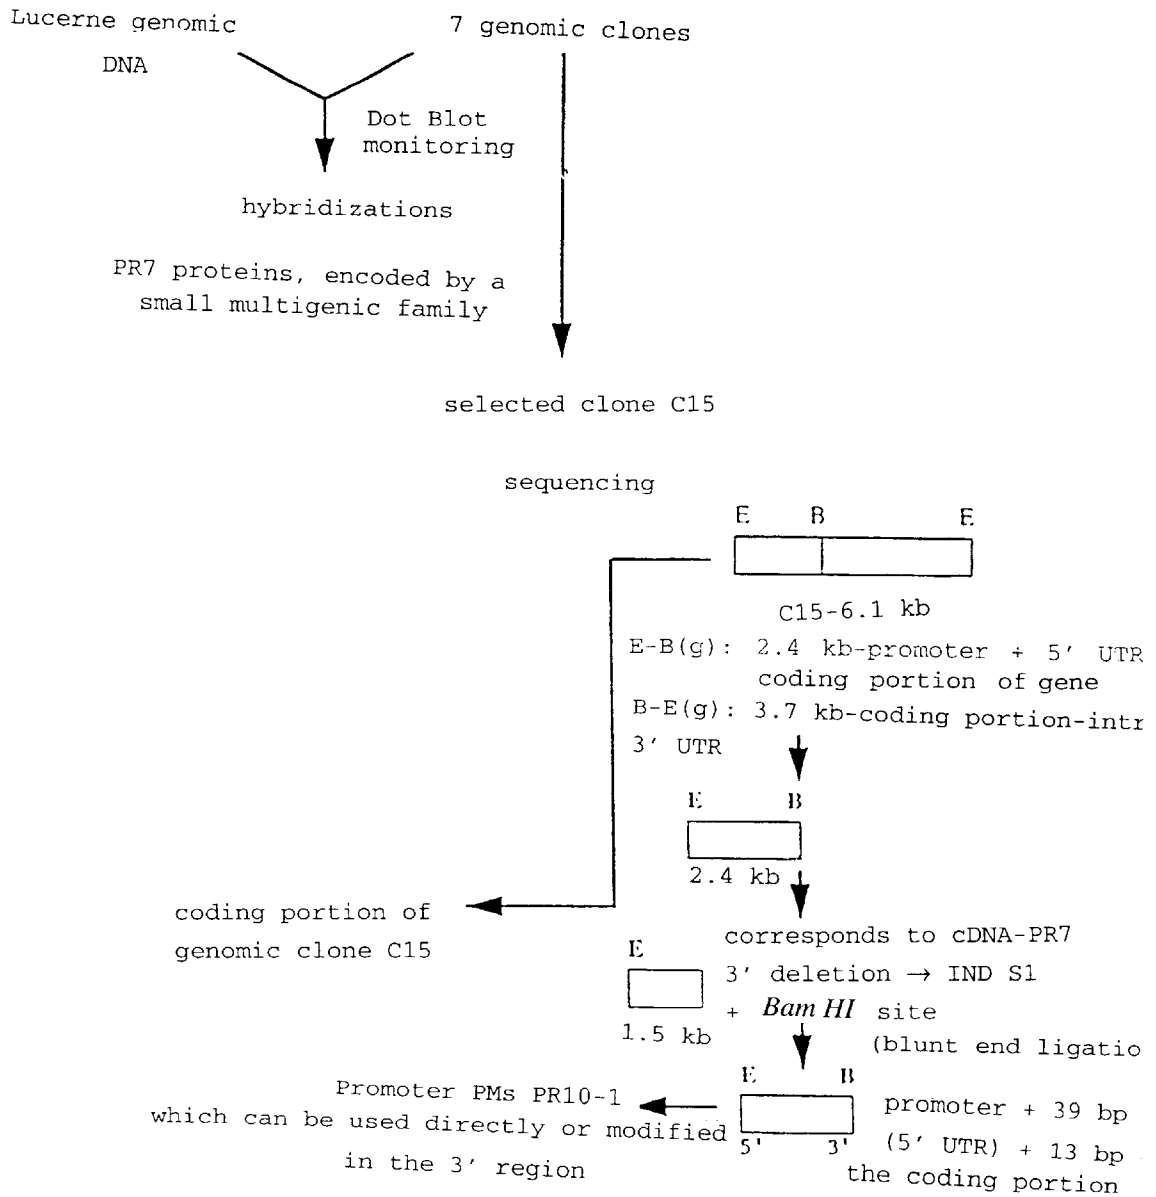 Lucerne genomic
DNA
7 genomic clones
Dot Blot
monitoring
hybridizations
PR7 proteins, encoded by a
small multigenic family
selected clone C15
sequencing
E B E
C15-6.1 kb
E-B(g): 2.4 kb-promoter + 5' UTR
coding portion of gene
B-E(g): 3.7 kb-coding portion-intr
3' UTR
E B
2.4 kb
coding portion of
genomic clone C15
corresponds to cDNA-PR7
3' deletion → IND S1
+ Bam HI site
(blunt end ligatio
E
1.5 kb
E B
5' 3'
promoter + 39 bp
(5' UTR) + 13 bp
the coding portion
Promoter PMs PR10-1
which can be used directly or modified
in the 3' region